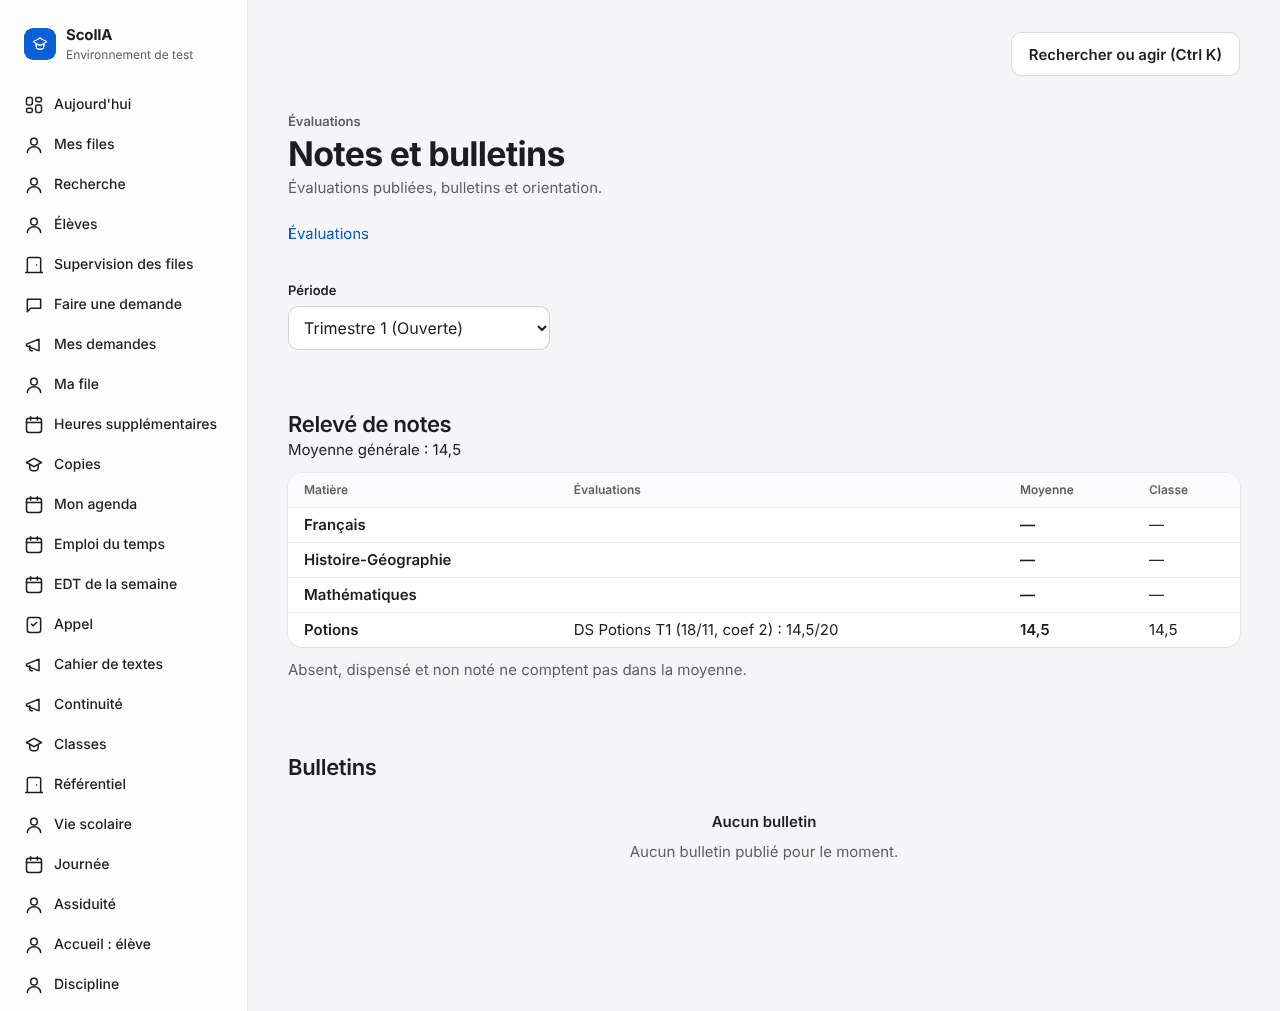 ScolIA
Environnement de test
Aujourd'hui
Mes files
Recherche
Élèves
Supervision des files
Faire une demande
Mes demandes
Ma file
Heures supplémentaires
Copies
Mon agenda
Emploi du temps
EDT de la semaine
Appel
Cahier de textes
Continuité
Classes
Référentiel
Vie scolaire
Journée
Assiduité
Accueil : élève
Discipline
Rechercher ou agir (Ctrl K)
Évaluations
Notes et bulletins
Évaluations publiées, bulletins et orientation.
Évaluations
Période
Trimestre 1 (Ouverte)
Relevé de notes
Moyenne générale : 14,5
Matière Évaluations Moyenne Classe
Français — —
Histoire-Géographie — —
Mathématiques — —
Potions DS Potions T1 (18/11, coef 2) : 14,5/20 14,5 14,5
Absent, dispensé et non noté ne comptent pas dans la moyenne.
Bulletins
Aucun bulletin
Aucun bulletin publié pour le moment.